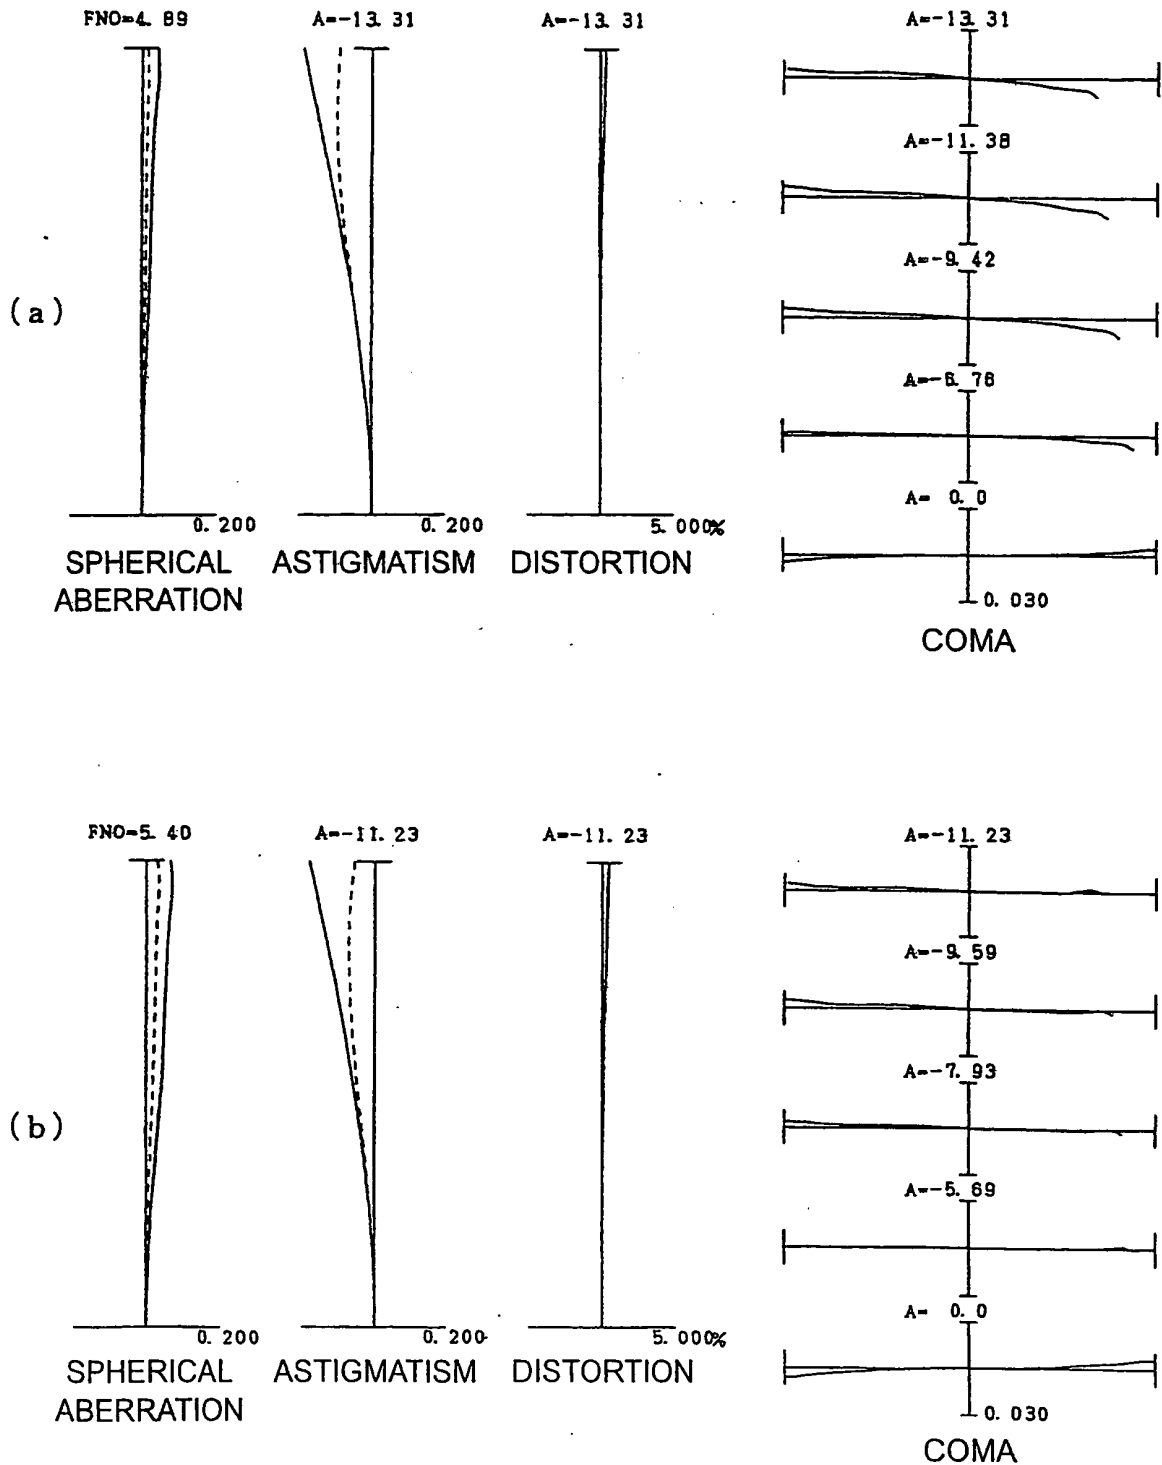 FNO=4. 89
A=-13. 31
A=-13. 31
A=-13. 31
A=-11. 38
A=-9. 42
(a)
A=-6. 78
A= 0. 0
0. 200
0. 200
5. 000%
SPHERICAL
ABERRATION
ASTIGMATISM
DISTORTION
0. 030
COMA
FNO=5. 40
A=-11. 23
A=-11. 23
A=-11. 23
A=-9. 59
A=-7. 93
(b)
A=-5. 69
A= 0. 0
0. 200
0. 200
5. 000%
SPHERICAL
ABERRATION
ASTIGMATISM
DISTORTION
0. 030
COMA